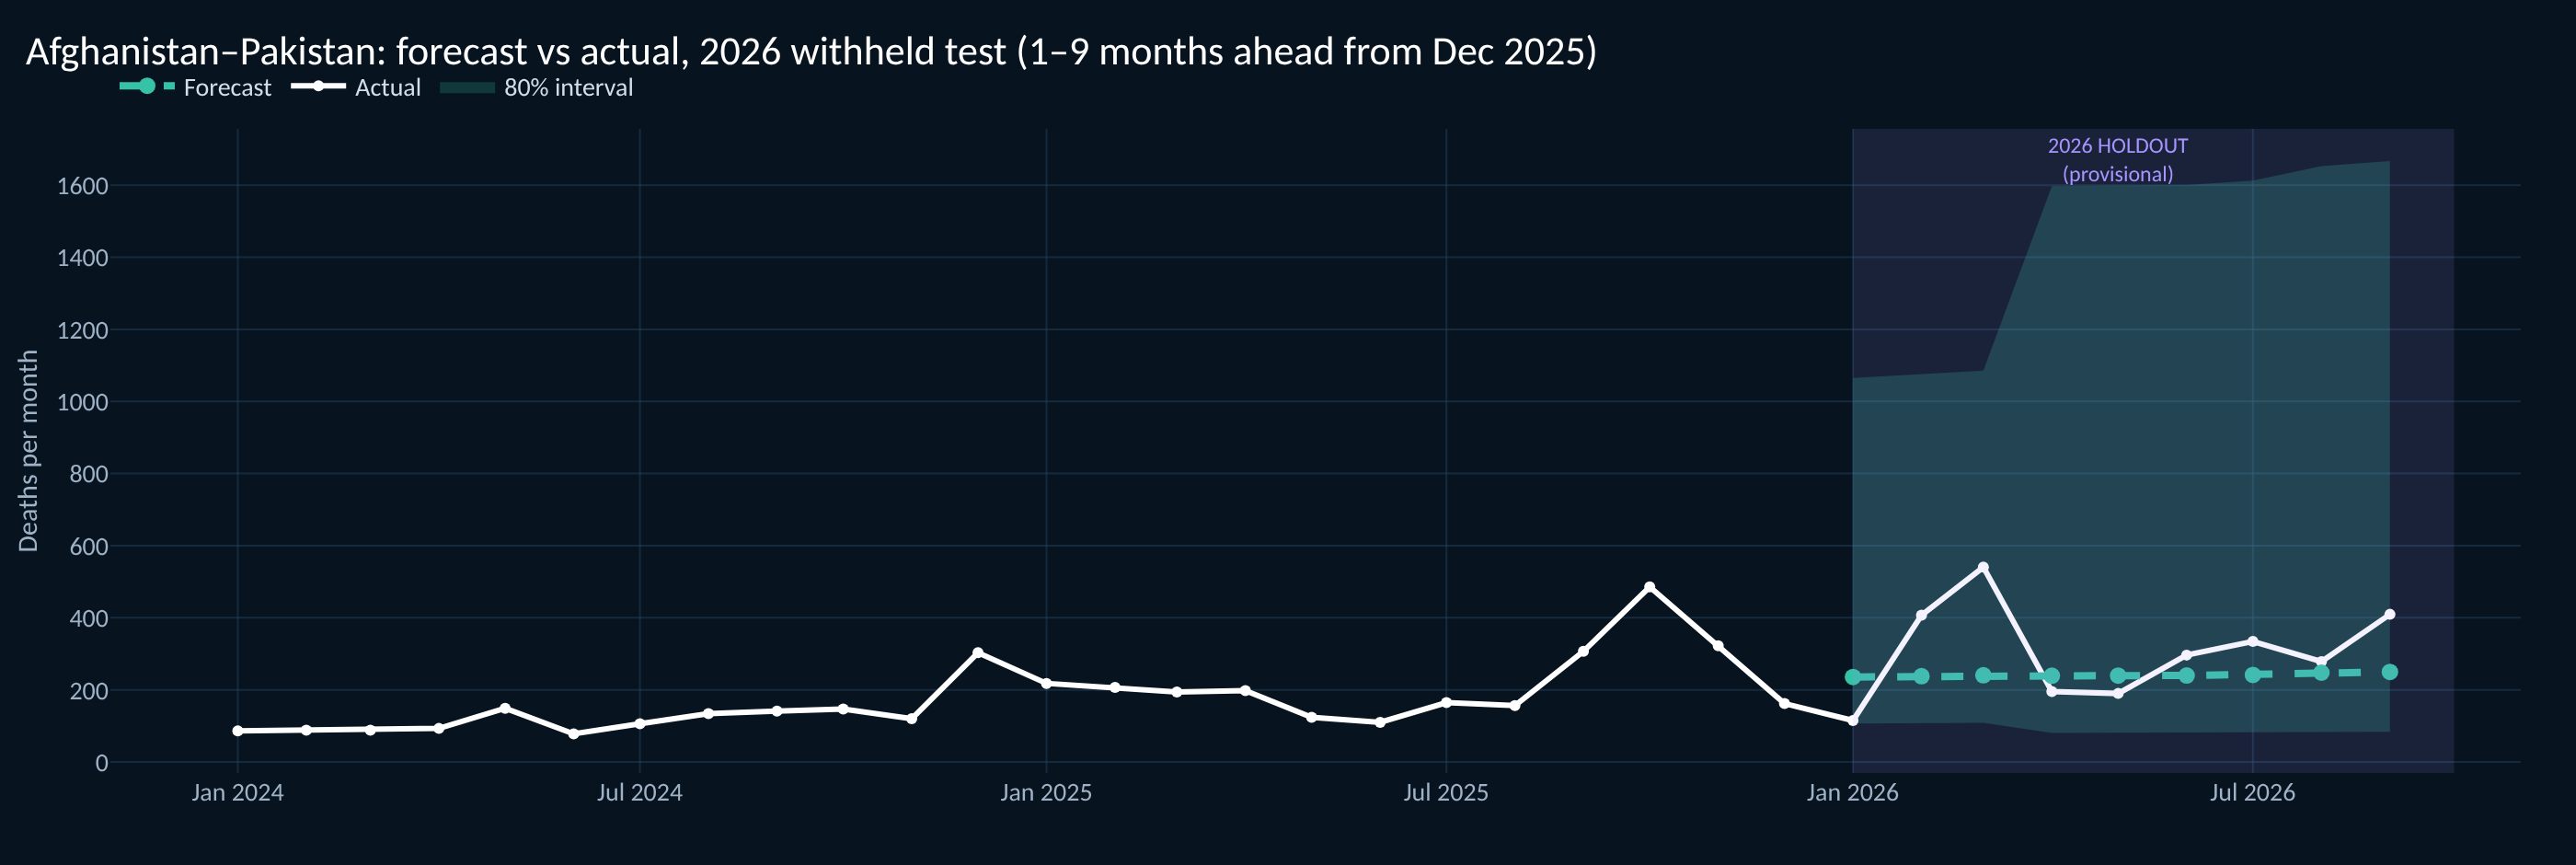 Afghanistan–Pakistan: forecast vs actual, 2026 withheld test (1–9 months ahead from Dec 2025)
Forecast Actual 80% interval
2026 HOLDOUT
(provisional)
1600
1400
1200
1000
800
600
400
200
0
Deaths per month
Jan 2024 Jul 2024 Jan 2025 Jul 2025 Jan 2026 Jul 2026